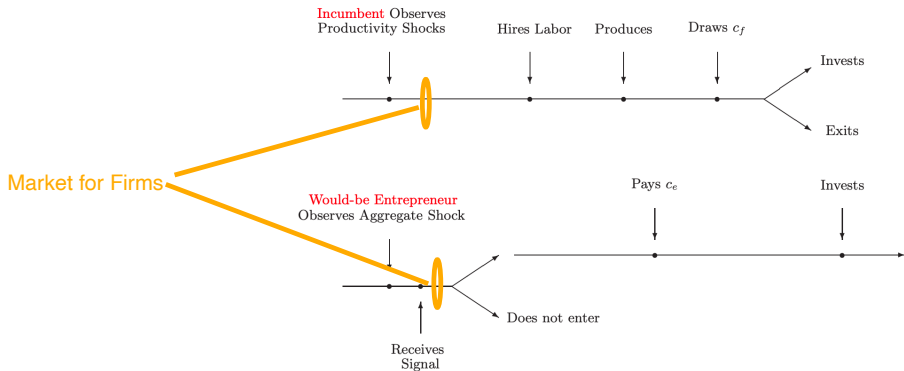 Incumbent Observes
Productivity Shocks
Hires Labor
Produces
Draws c_f
Invests
Exits
Market for Firms
Would-be Entrepreneur
Observes Aggregate Shock
Pays c_e
Invests
Does not enter
Receives
Signal